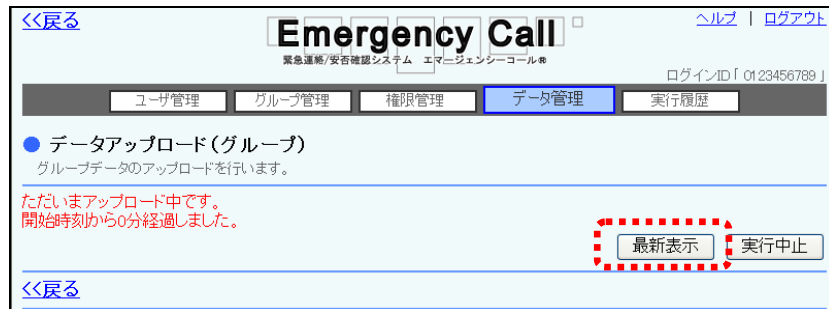 <<戻る
ヘルプ | ログアウト
Emergency Call
緊急連絡/安否確認システム エマージェンシーコール®
ログインID「0123456789」
ユーザ管理 グループ管理 権限管理 データ管理 実行履歴
● データアップロード(グループ)
グループデータのアップロードを行います。
ただいまアップロード中です。
開始時刻から0分経過しました。
最新表示 実行中止
<<戻る